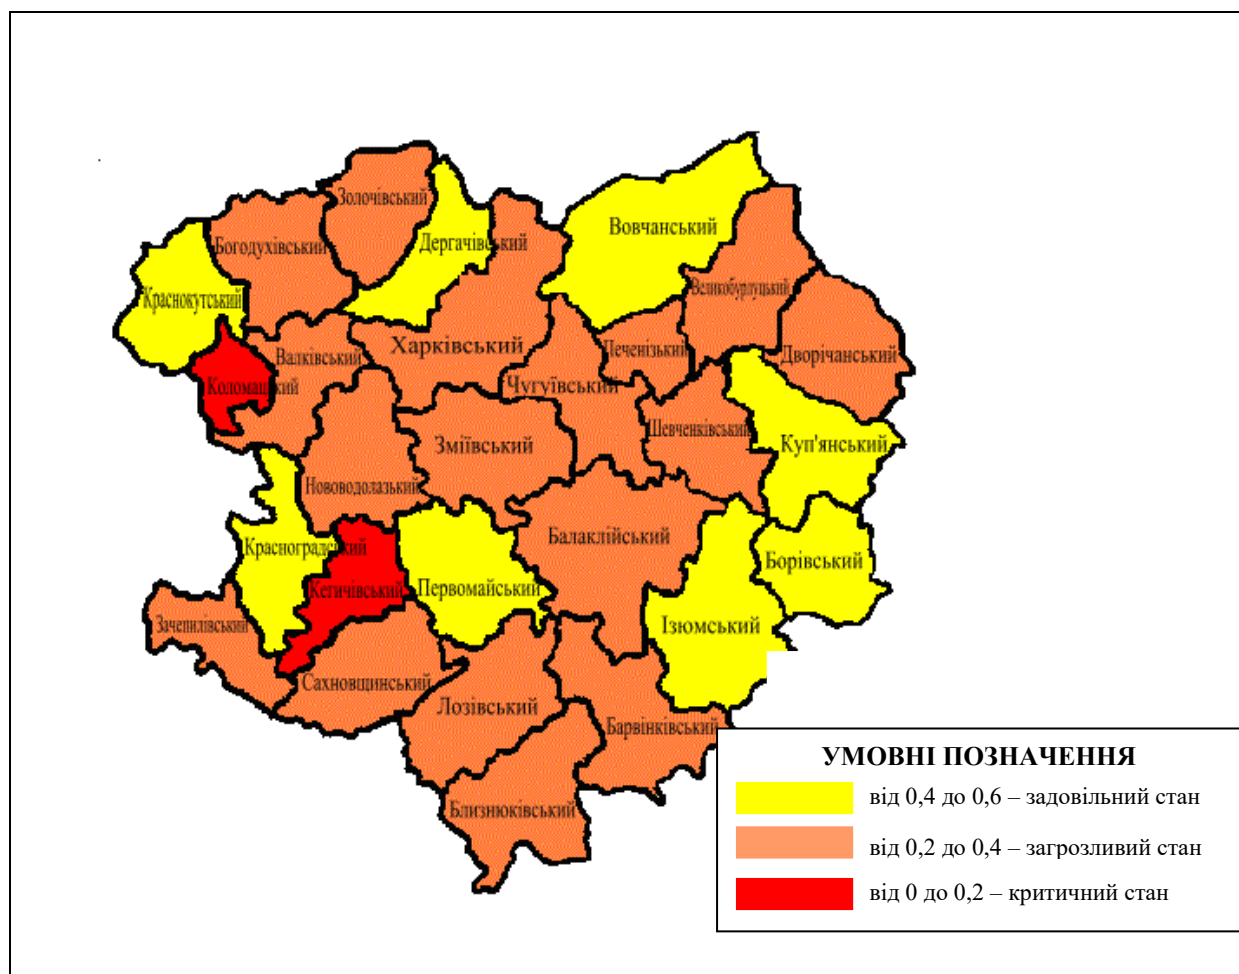 Золочівський
Вовчанський
Дергачівський
Богодухівський
Великобурлуцький
Краснокутський
Харківський
Печенізький
Валківський
Дворічанський
Коломацький
Чугуївський
Шевченківський
Зміївський
Куп'янський
Нововодолазький
Балаклійський
Красноградський
Борівський
Кегичівський
Первомайський
Зачепилівський
Ізюмський
Сахновщинський
Лозівський
Барвінківський
Близнюківський
УМОВНІ ПОЗНАЧЕННЯ
від 0,4 до 0,6 – задовільний стан
від 0,2 до 0,4 – загрозливий стан
від 0 до 0,2 – критичний стан